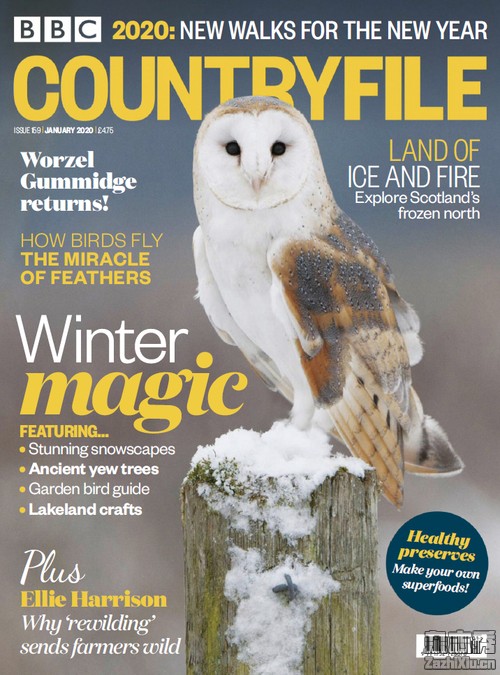 BBC 2020: NEW WALKS FOR THE NEW YEAR
COUNTRYFILE
ISSUE 159 | JANUARY 2020 | £4.75
Worzel
Gummidge
returns!
LAND OF
ICE AND FIRE
Explore Scotland's
frozen north
HOW BIRDS FLY
THE MIRACLE
OF FEATHERS
Winter
magic
FEATURING...
• Stunning snowscapes
• Ancient yew trees
• Garden bird guide
• Lakeland crafts
Healthy
preserves
Make your own
superfoods!
Plus
Ellie Harrison
Why 'rewilding'
sends farmers wild
ZazhiXiu.cn